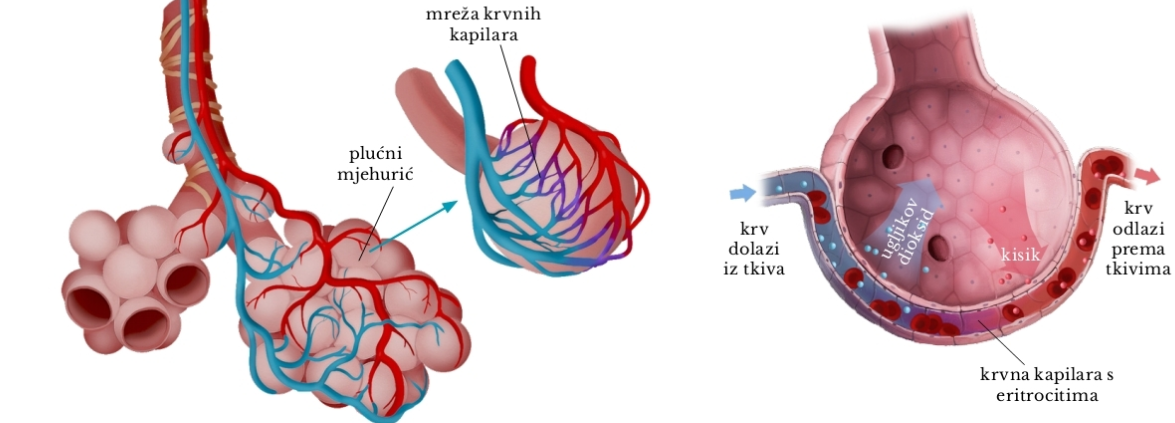 mreža krvnih
kapilara
plućni
mjehurić
krv
dolazi
iz tkiva
ugljikov
dioksid
kisik
krv
odlazi
prema
tkivima
krvna kapilara s
eritrocitima